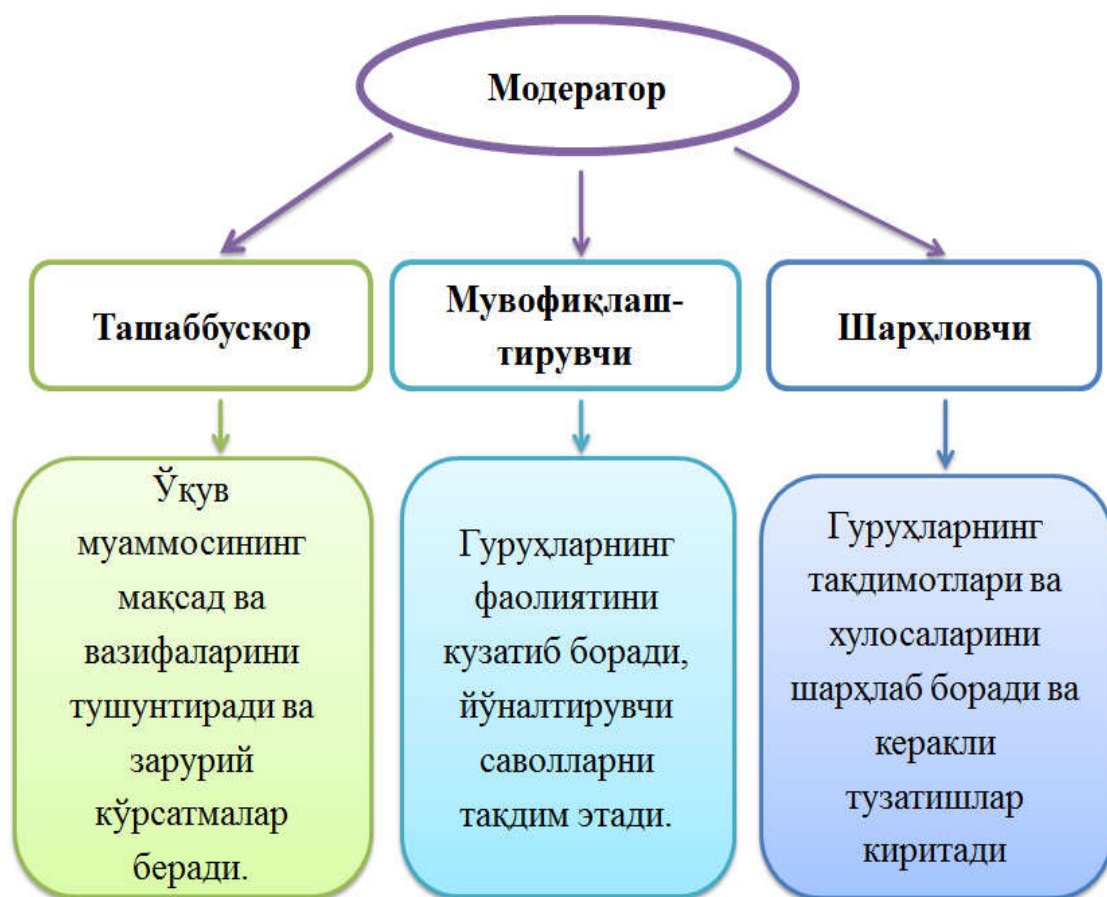 Модератор
Ташаббускор
Мувофиқлаш-
тирувчи
Шарҳловчи
Ўқув
муаммосининг
мақсад ва
вазифаларини
тушунтиради ва
зарурий
кўрсатмалар
беради.
Гуруҳларнинг
фаолиятини
кузатиб боради,
йўналтирувчи
саволларни
тақдим этади.
Гуруҳларнинг
тақдимотлари ва
хулосаларини
шарҳлаб боради ва
керакли
тузатишлар
киритади